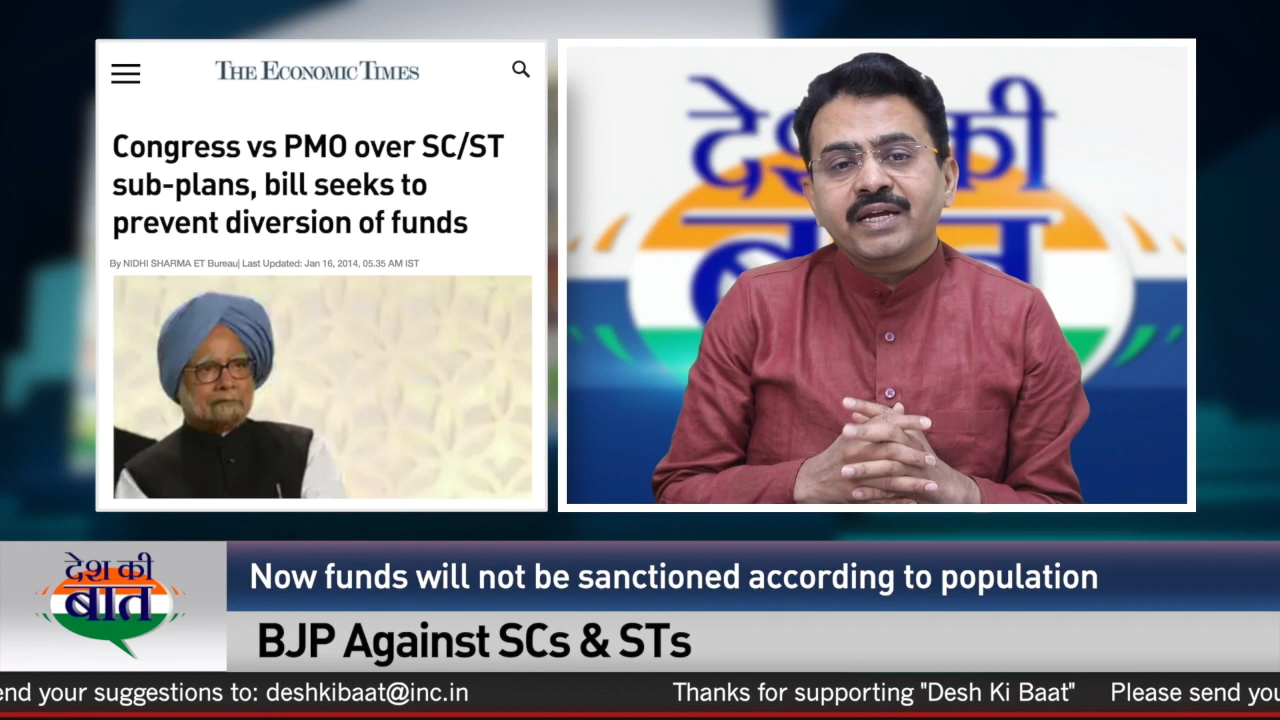 THE ECONOMIC TIMES
Congress vs PMO over SC/ST
sub-plans, bill seeks to
prevent diversion of funds
By NIDHI SHARMA ET Bureau| Last Updated: Jan 16, 2014, 05.35 AM IST
देश की
बात
देश की
बात
Now funds will not be sanctioned according to population
BJP Against SCs & STs
end your suggestions to: deshkibaat@inc.in Thanks for supporting "Desh Ki Baat" Please send you